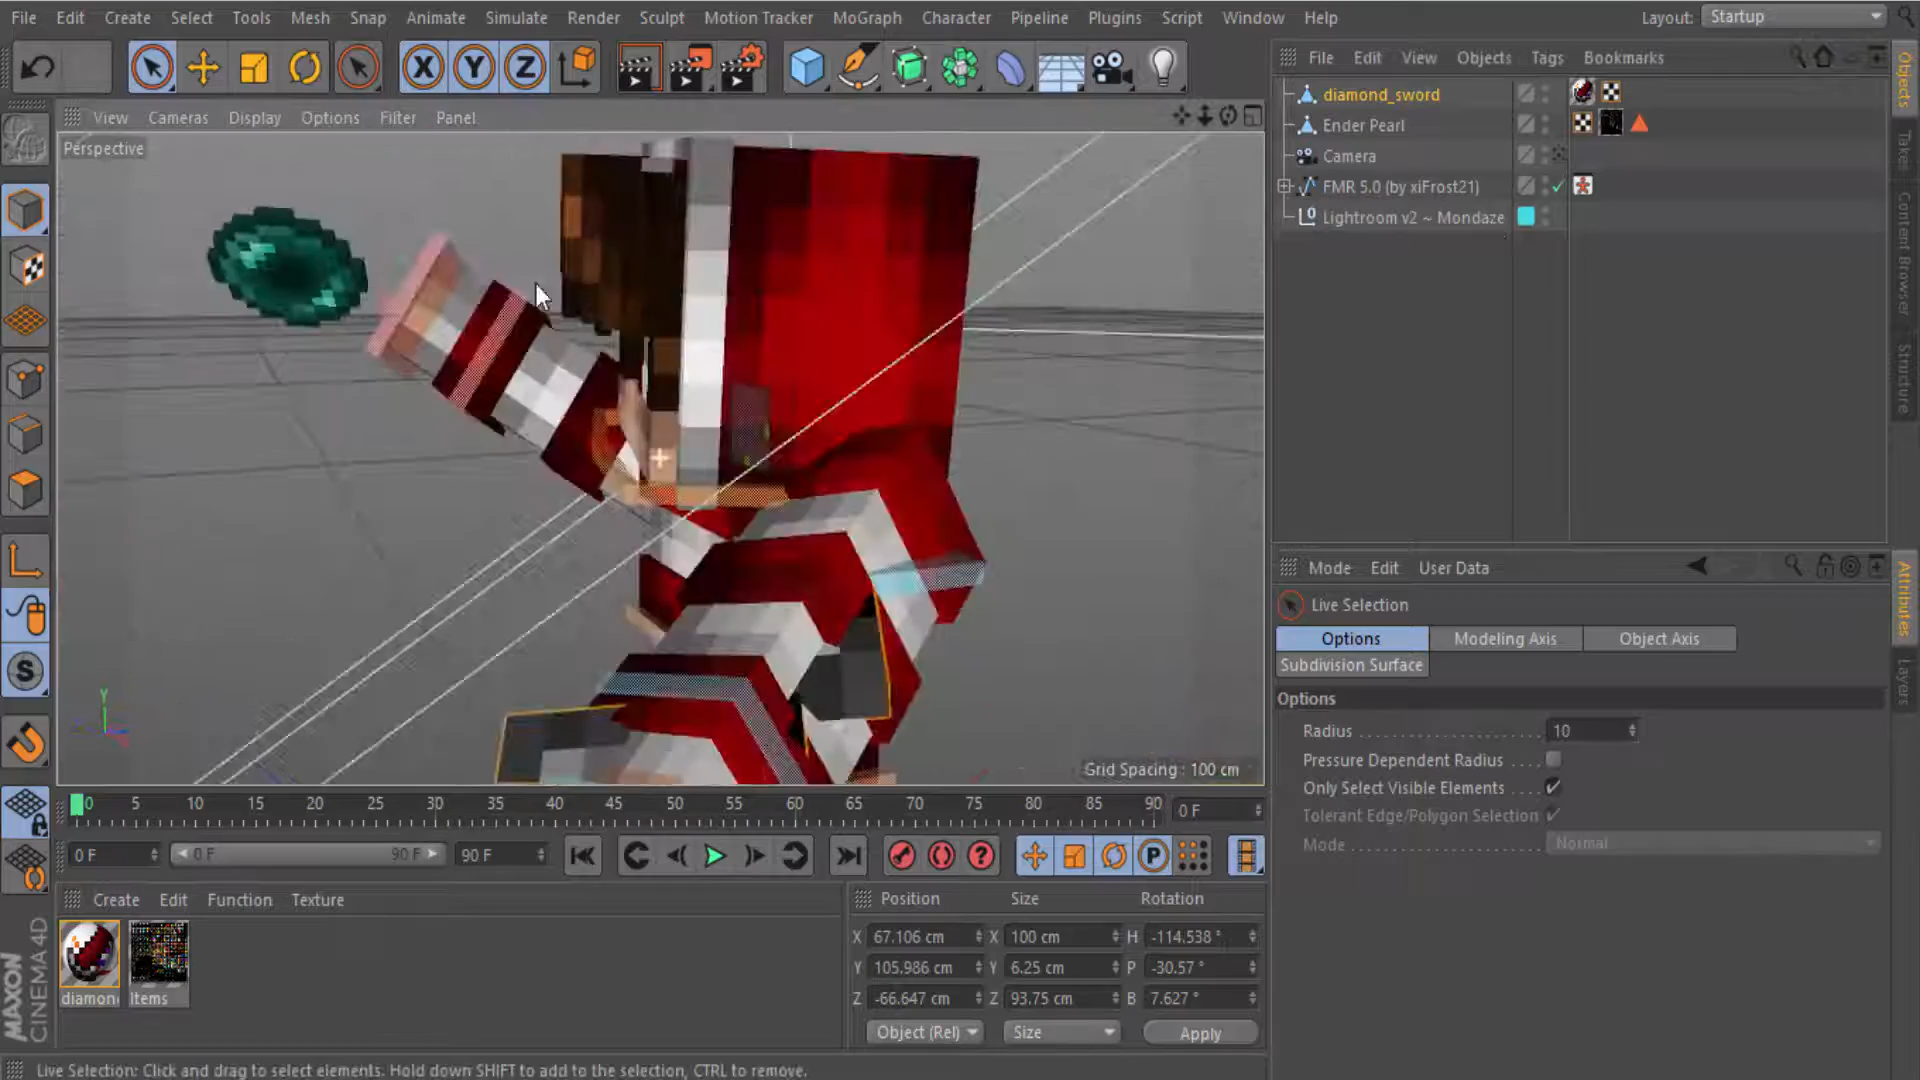 File Edit Create Select Tools Mesh Snap Animate Simulate Render Sculpt Motion Tracker MoGraph Character Pipeline Plugins Script Window Help Layout: Startup
X Y Z
File Edit View Objects Tags Bookmarks
View Cameras Display Options Filter Panel
Perspective
diamond_sword
Ender Pearl
Camera
FMR 5.0 (by xiFrost21)
Lightroom v2 ~ Mondaze
Objects
Take
Content Browser
Structure
Mode Edit User Data
Live Selection
Options Modeling Axis Object Axis
Subdivision Surface
Options
Radius 10
Pressure Dependent Radius
Only Select Visible Elements
Tolerant Edge/Polygon Selection
Mode Normal
Attributes
Layers
Y
Grid Spacing : 100 cm
0 5 10 15 20 25 30 35 40 45 50 55 60 65 70 75 80 85 90 0 F
0 F 0 F 90 F 90 F
P
S
Create Edit Function Texture
diamon Items
Position Size Rotation
X 67.106 cm X 100 cm H -114.538 °
Y 105.986 cm Y 6.25 cm P -30.57 °
Z -66.647 cm Z 93.75 cm B 7.627 °
Object (Rel) Size Apply
MAXON
CINEMA 4D
Live Selection: Click and drag to select elements. Hold down SHIFT to add to the selection, CTRL to remove.